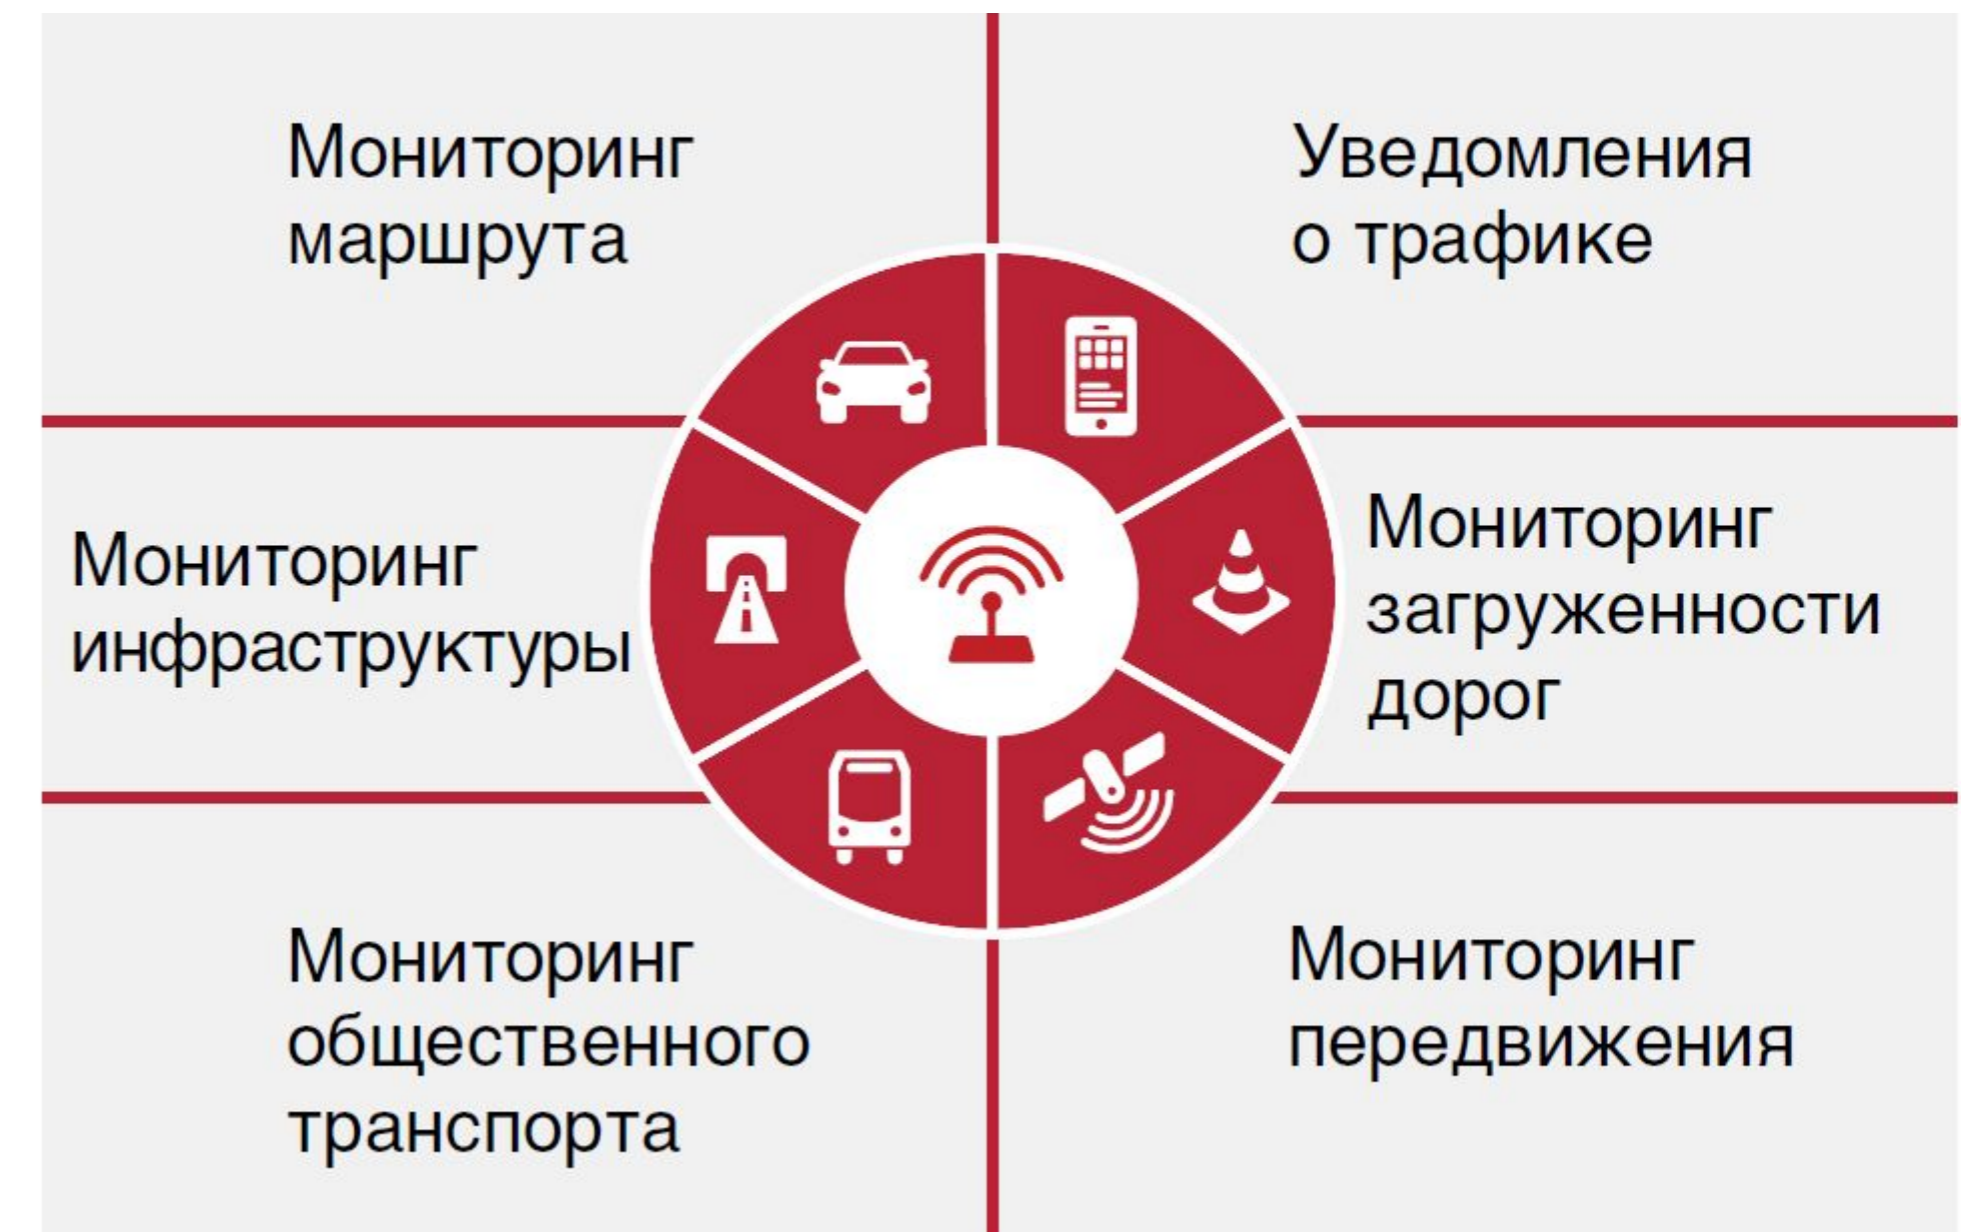 Мониторинг
маршрута
Уведомления
о трафике
Мониторинг
инфраструктуры
Мониторинг
загруженности
дорог
Мониторинг
общественного
транспорта
Мониторинг
передвижения